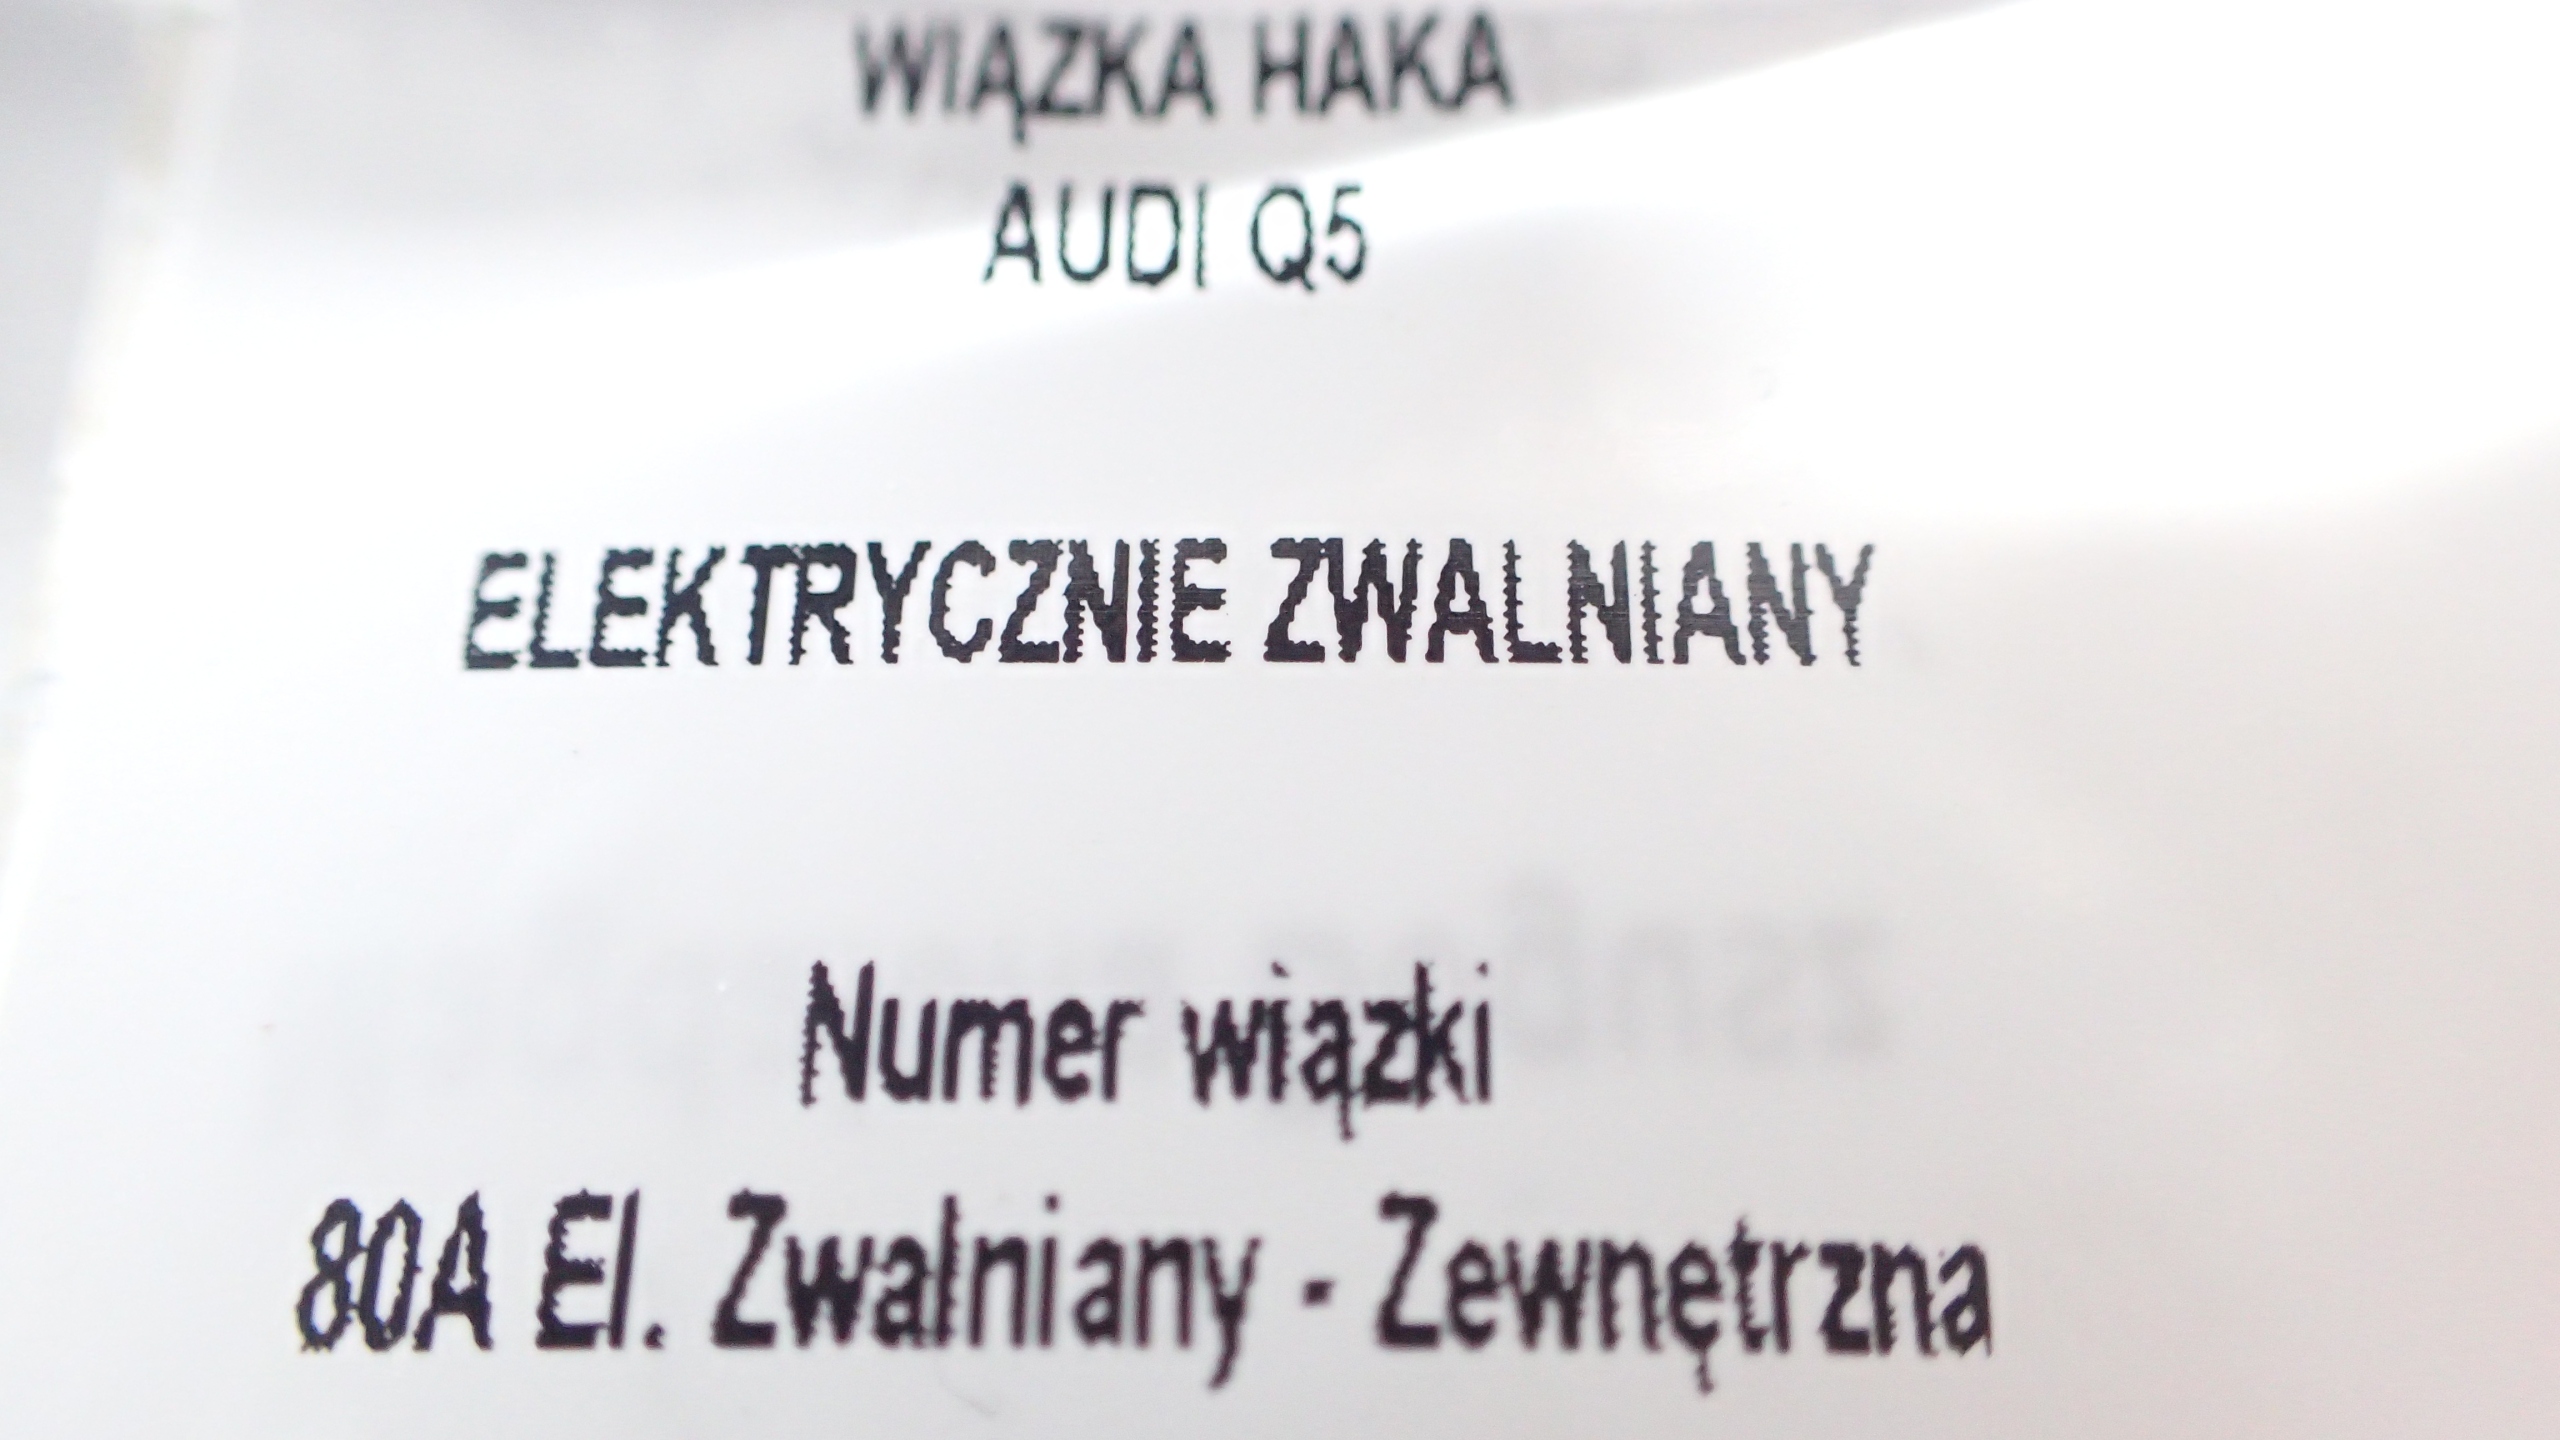 WIĄZKA HAKA
AUDI Q5
ELEKTRYCZNIE ZWALNIANY
Numer wiązki
80A El. Zwalniany - Zewnętrzna